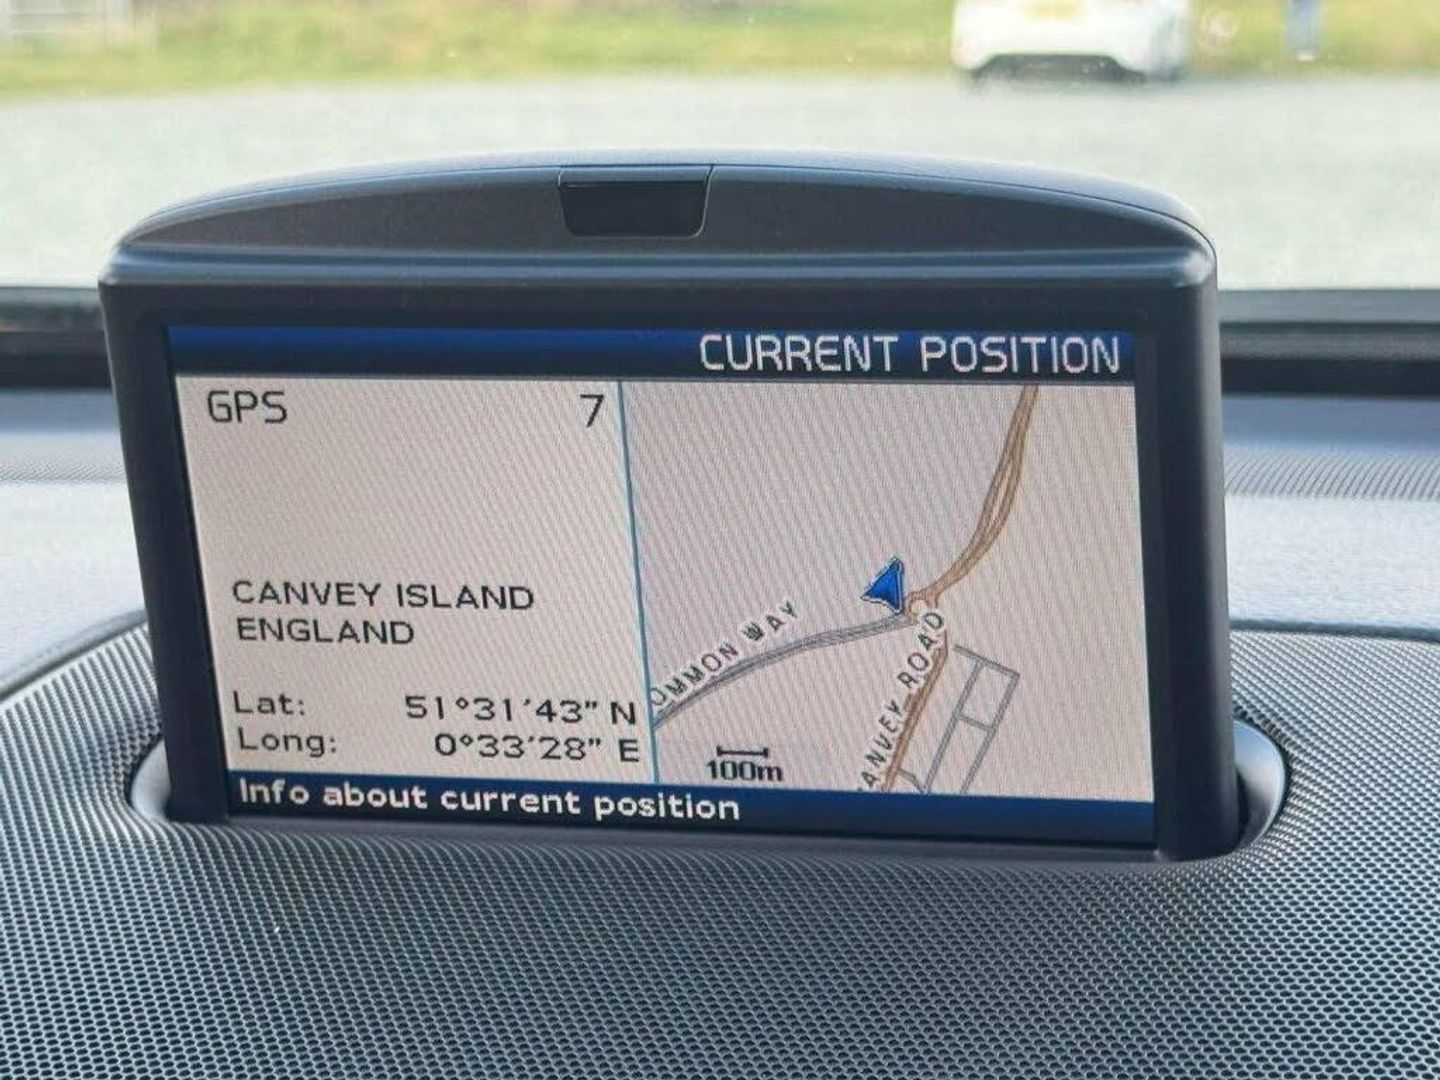 CURRENT POSITION
GPS 7
CANVEY ISLAND
ENGLAND
Lat: 51°31'43" N
Long: 0°33'28" E
OMMON WAY
ANVEY ROAD
100m
Info about current position